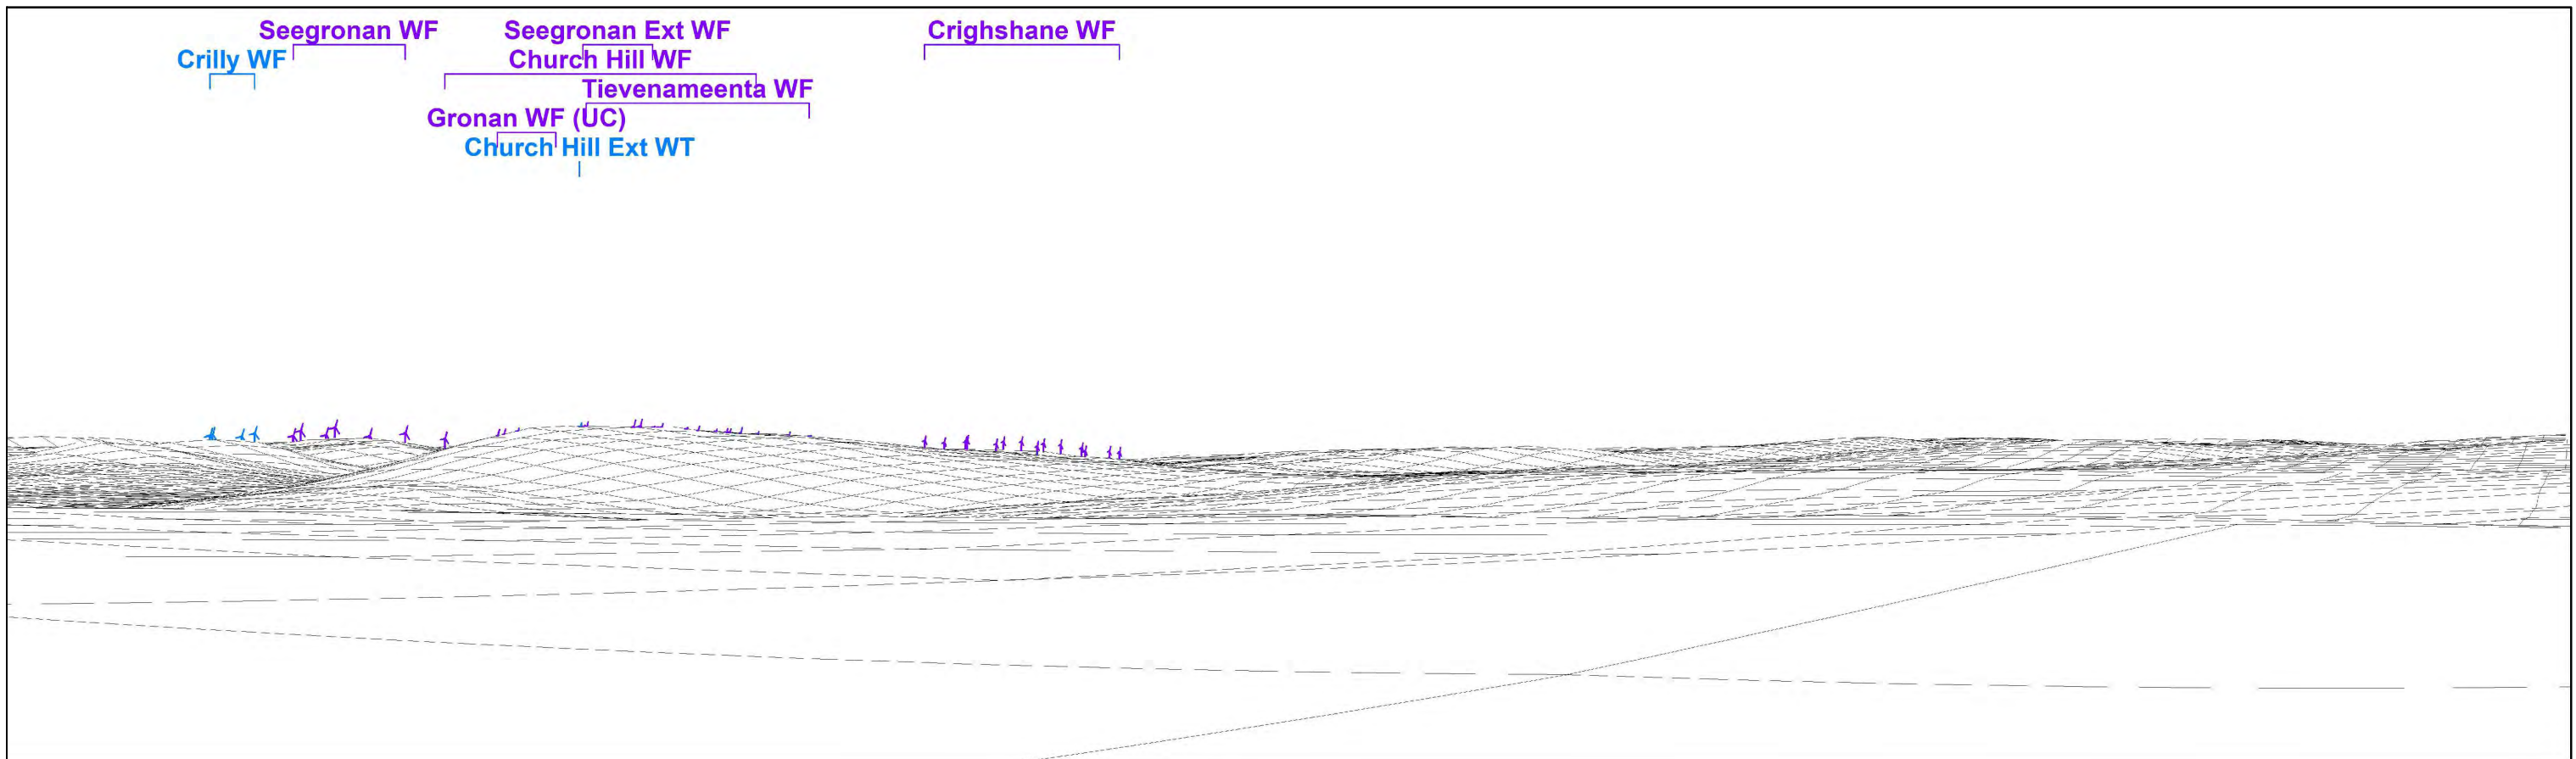 Seegronan WF
Seegronan Ext WF
Crighshane WF
Crilly WF
Church Hill WF
Tievenameenta WF
Gronan WF (UC)
Church Hill Ext WT